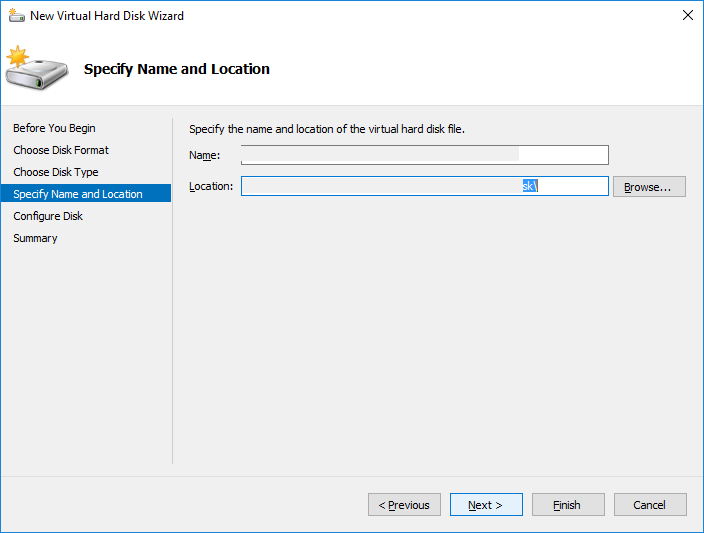 New Virtual Hard Disk Wizard
Specify Name and Location
Before You Begin
Choose Disk Format
Choose Disk Type
Specify Name and Location
Configure Disk
Summary
Specify the name and location of the virtual hard disk file.
Name:
Location: sk\
Browse...
< Previous
Next >
Finish
Cancel